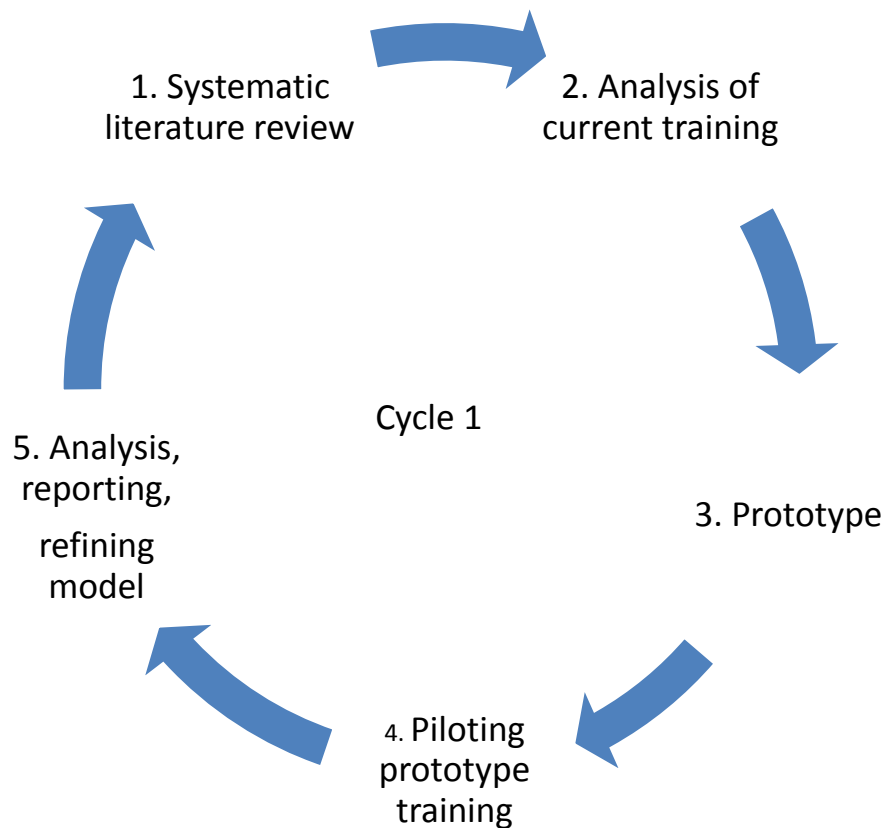 1. Systematic
literature review
2. Analysis of
current training
Cycle 1
3. Prototype
4. Piloting
prototype
training
5. Analysis,
reporting,
refining
model